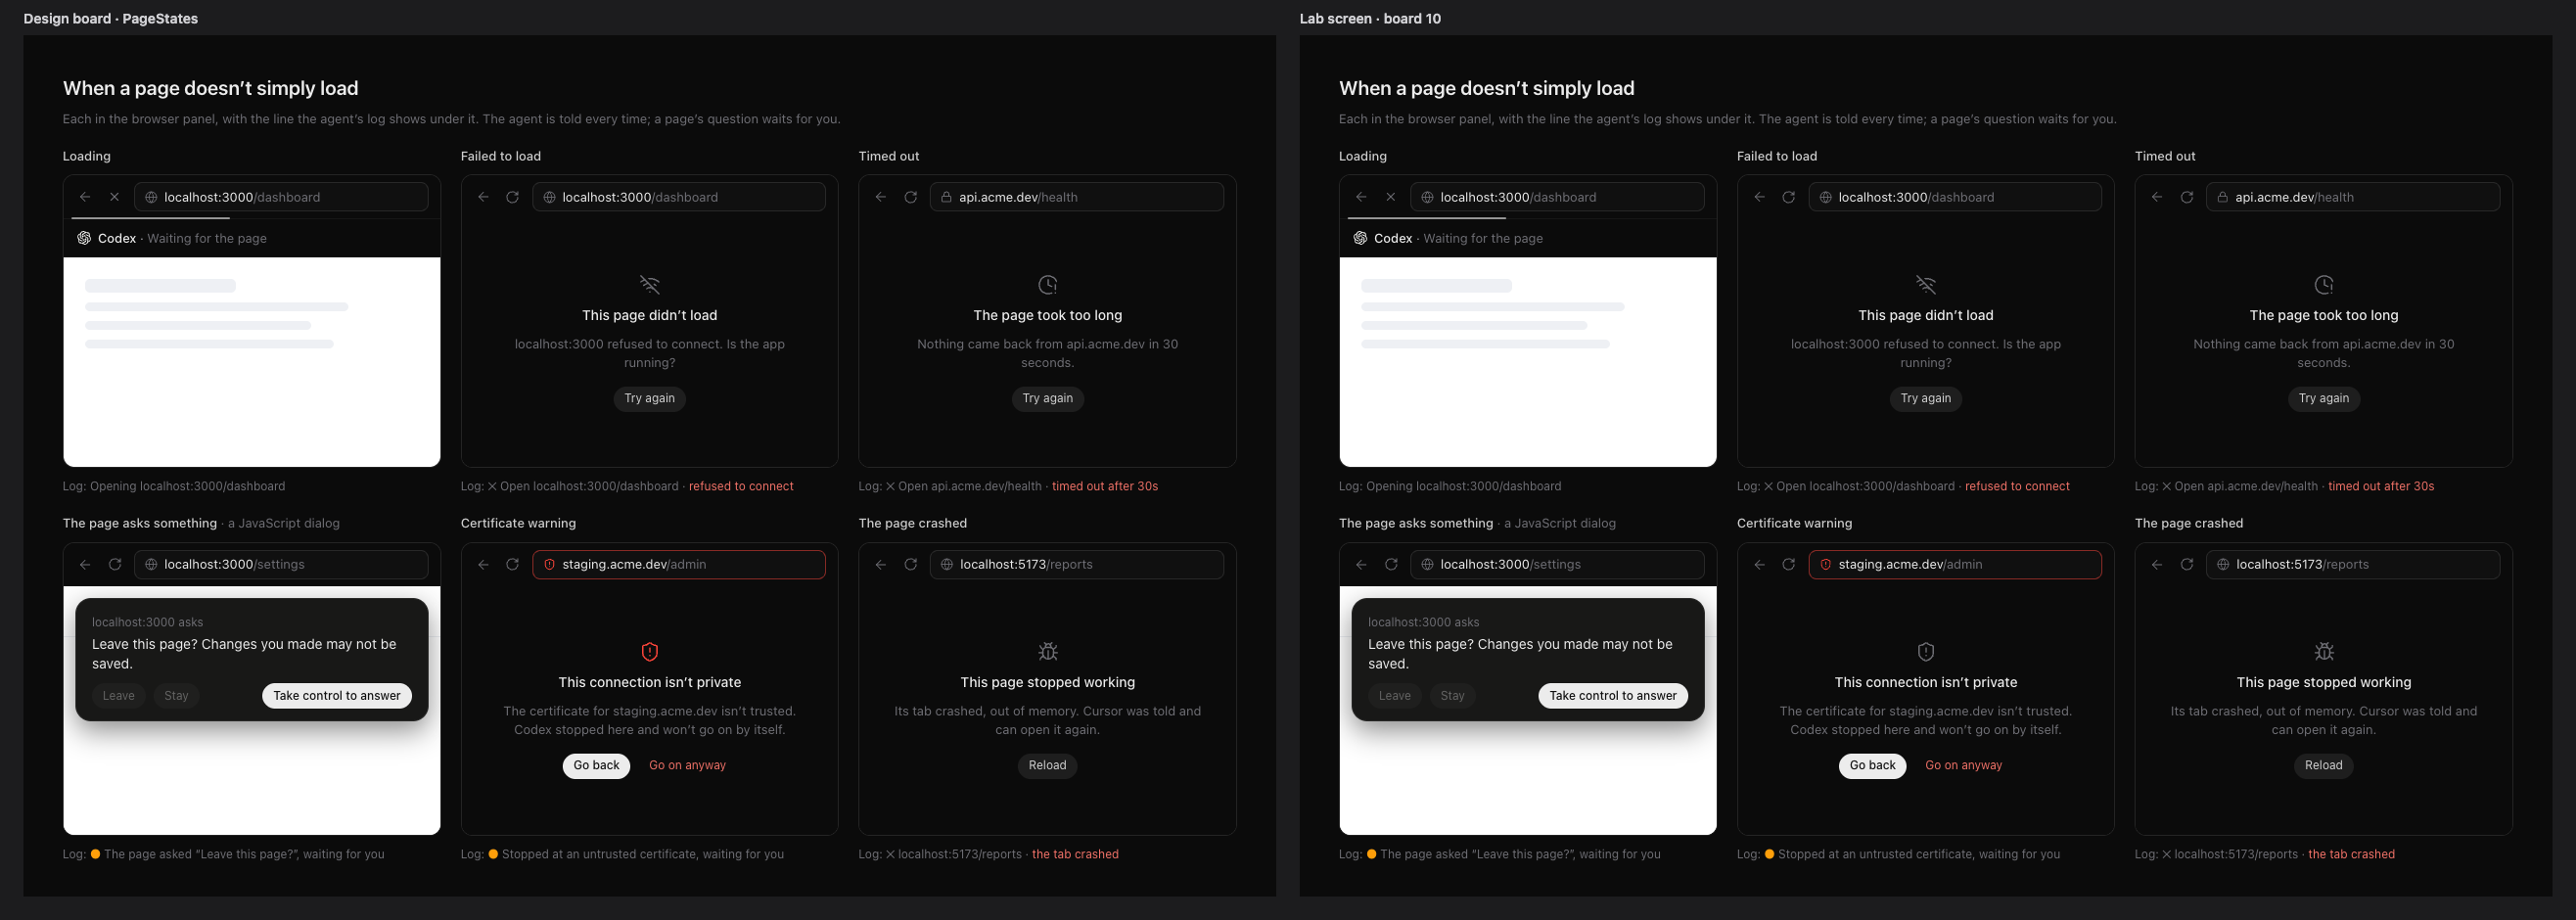 Design board · PageStates
When a page doesn’t simply load
Each in the browser panel, with the line the agent’s log shows under it. The agent is told every time; a page’s question waits for you.
Loading
Failed to load
Timed out
localhost:3000/dashboard
localhost:3000/dashboard
api.acme.dev/health
Codex · Waiting for the page
This page didn’t load
localhost:3000 refused to connect. Is the app
running?
Try again
The page took too long
Nothing came back from api.acme.dev in 30
seconds.
Try again
Log: Opening localhost:3000/dashboard
Log: × Open localhost:3000/dashboard · refused to connect
Log: × Open api.acme.dev/health · timed out after 30s
The page asks something · a JavaScript dialog
Certificate warning
The page crashed
localhost:3000/settings
staging.acme.dev/admin
localhost:5173/reports
localhost:3000 asks
Leave this page? Changes you made may not be
saved.
Leave
Stay
Take control to answer
This connection isn’t private
The certificate for staging.acme.dev isn’t trusted.
Codex stopped here and won’t go on by itself.
Go back
Go on anyway
This page stopped working
Its tab crashed, out of memory. Cursor was told and
can open it again.
Reload
Log: The page asked “Leave this page?”, waiting for you
Log: Stopped at an untrusted certificate, waiting for you
Log: × localhost:5173/reports · the tab crashed
Lab screen · board 10
When a page doesn’t simply load
Each in the browser panel, with the line the agent’s log shows under it. The agent is told every time; a page’s question waits for you.
Loading
Failed to load
Timed out
localhost:3000/dashboard
localhost:3000/dashboard
api.acme.dev/health
Codex · Waiting for the page
This page didn’t load
localhost:3000 refused to connect. Is the app
running?
Try again
The page took too long
Nothing came back from api.acme.dev in 30
seconds.
Try again
Log: Opening localhost:3000/dashboard
Log: × Open localhost:3000/dashboard · refused to connect
Log: × Open api.acme.dev/health · timed out after 30s
The page asks something · a JavaScript dialog
Certificate warning
The page crashed
localhost:3000/settings
staging.acme.dev/admin
localhost:5173/reports
localhost:3000 asks
Leave this page? Changes you made may not be
saved.
Leave
Stay
Take control to answer
This connection isn’t private
The certificate for staging.acme.dev isn’t trusted.
Codex stopped here and won’t go on by itself.
Go back
Go on anyway
This page stopped working
Its tab crashed, out of memory. Cursor was told and
can open it again.
Reload
Log: The page asked “Leave this page?”, waiting for you
Log: Stopped at an untrusted certificate, waiting for you
Log: × localhost:5173/reports · the tab crashed